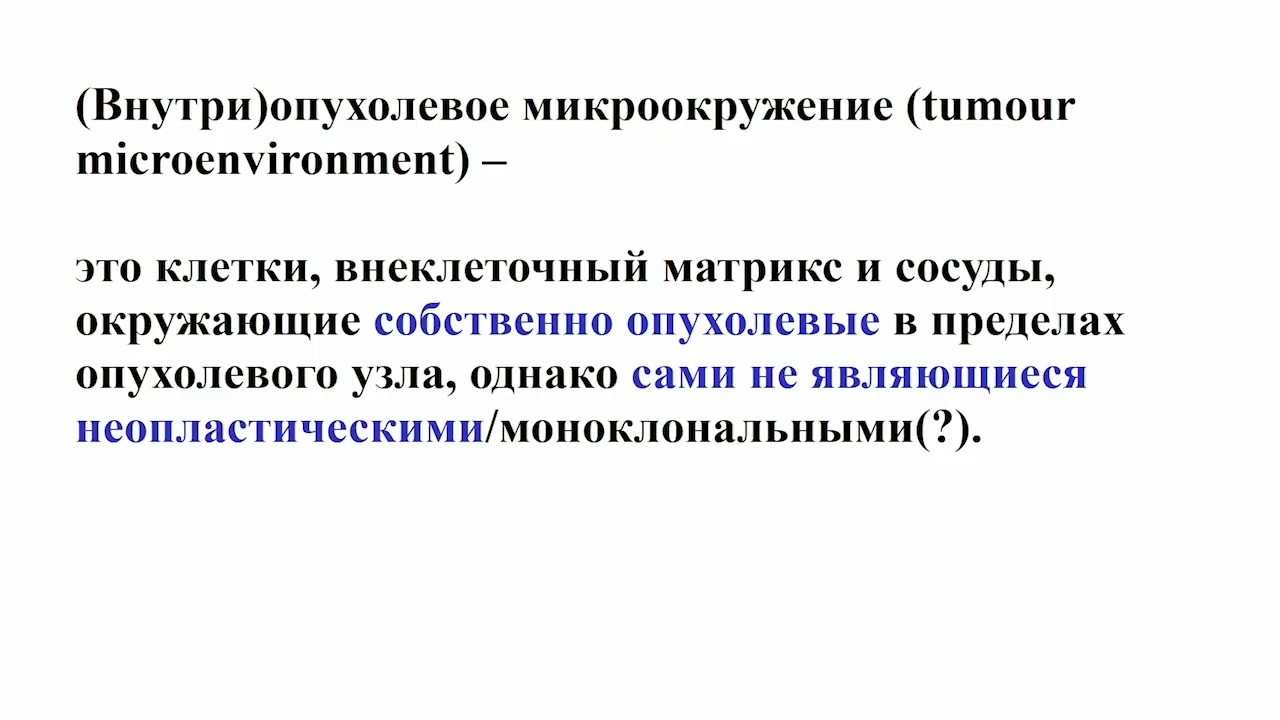 (Внутри)опухолевое микроокружение (tumour
microenvironment) –
это клетки, внеклеточный матрикс и сосуды,
окружающие собственно опухолевые в пределах
опухолевого узла, однако сами не являющиеся
неопластическими/моноклональными(?).